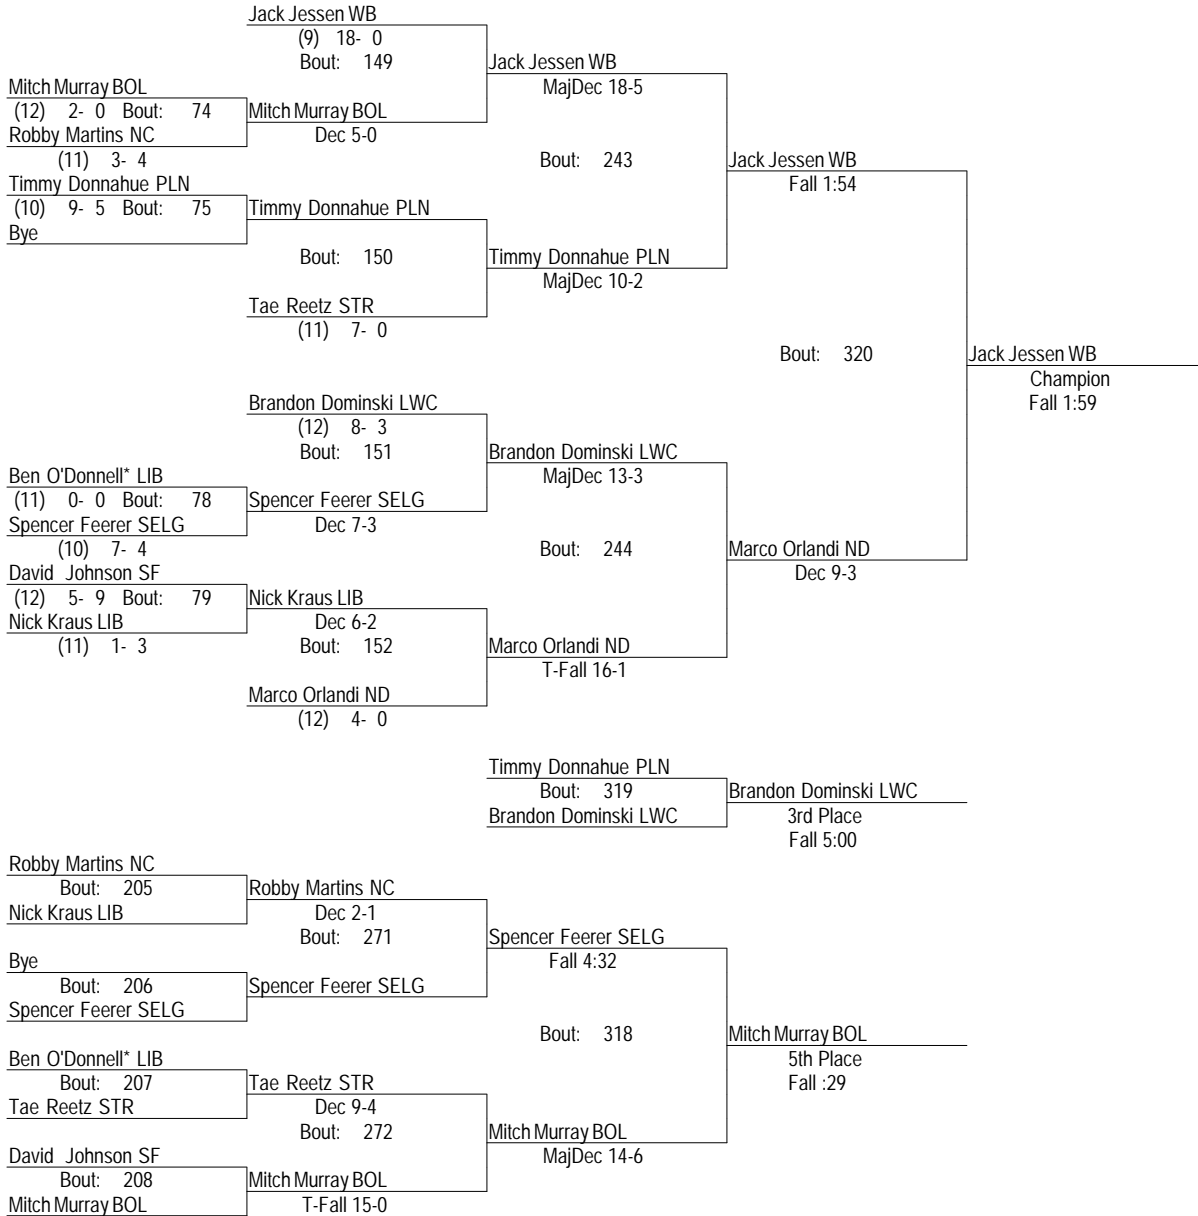 Jack Jessen WB
(9) 18- 0
Bout: 149
Jack Jessen WB
MajDec 18-5
Mitch Murray BOL
(12) 2- 0 Bout: 74
Mitch Murray BOL
Robby Martins NC
Dec 5-0
(11) 3- 4
Bout: 243
Jack Jessen WB
Fall 1:54
Timmy Donnahue PLN
(10) 9- 5 Bout: 75
Timmy Donnahue PLN
Bye
Bout: 150
Timmy Donnahue PLN
MajDec 10-2
Tae Reetz STR
(11) 7- 0
Bout: 320
Jack Jessen WB
Champion
Fall 1:59
Brandon Dominski LWC
(12) 8- 3
Bout: 151
Brandon Dominski LWC
MajDec 13-3
Ben O'Donnell* LIB
(11) 0- 0 Bout: 78
Spencer Feerer SELG
Spencer Feerer SELG
Dec 7-3
(10) 7- 4
Bout: 244
Marco Orlandi ND
Dec 9-3
David Johnson SF
(12) 5- 9 Bout: 79
Nick Kraus LIB
Nick Kraus LIB
Dec 6-2
(11) 1- 3
Bout: 152
Marco Orlandi ND
T-Fall 16-1
Marco Orlandi ND
(12) 4- 0
Timmy Donnahue PLN
Bout: 319
Brandon Dominski LWC
Brandon Dominski LWC
3rd Place
Fall 5:00
Robby Martins NC
Bout: 205
Robby Martins NC
Nick Kraus LIB
Dec 2-1
Bout: 271
Spencer Feerer SELG
Fall 4:32
Bye
Bout: 206
Spencer Feerer SELG
Spencer Feerer SELG
Bout: 318
Mitch Murray BOL
5th Place
Fall :29
Ben O'Donnell* LIB
Bout: 207
Tae Reetz STR
Tae Reetz STR
Dec 9-4
Bout: 272
Mitch Murray BOL
MajDec 14-6
David Johnson SF
Bout: 208
Mitch Murray BOL
Mitch Murray BOL
T-Fall 15-0